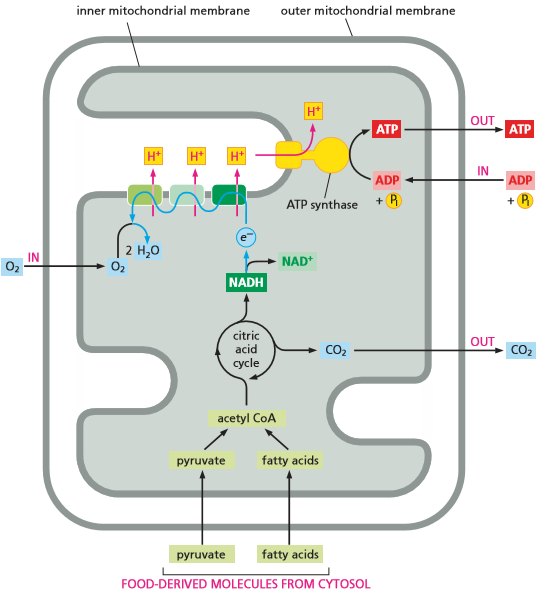 inner mitochondrial membrane
outer mitochondrial membrane
H⁺
OUT
ATP
ATP
H⁺
H⁺
H⁺
IN
ADP
ADP
+ Pᵢ
+ Pᵢ
ATP synthase
e⁻
2 H₂O
IN
O₂
O₂
NAD⁺
NADH
citric
acid
cycle
OUT
CO₂
CO₂
acetyl CoA
pyruvate
fatty acids
pyruvate
fatty acids
FOOD-DERIVED MOLECULES FROM CYTOSOL